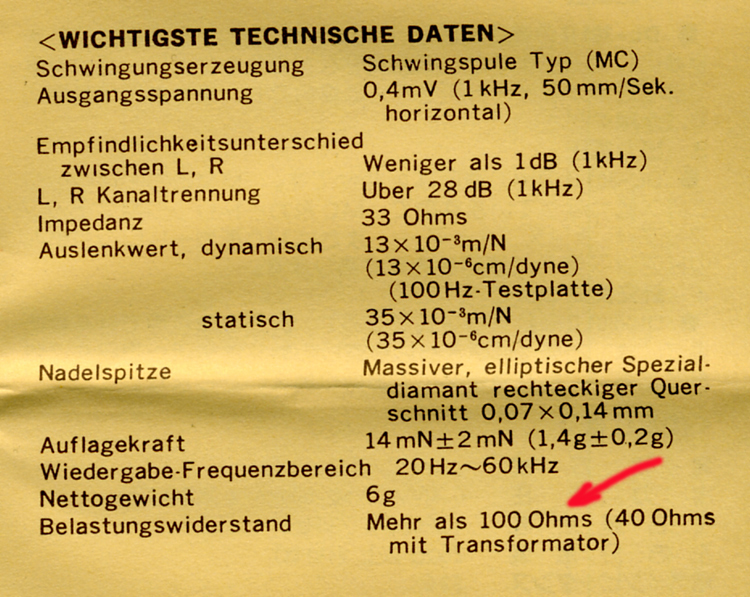 <WICHTIGSTE TECHNISCHE DATEN>
Schwingungserzeugung Schwingspule Typ (MC)
Ausgangsspannung 0,4mV (1kHz, 50mm/Sek.
horizontal)
Empfindlichkeitsunterschied
zwischen L, R Weniger als 1dB (1kHz)
L, R Kanaltrennung Uber 28dB (1kHz)
Impedanz 33 Ohms
Auslenkwert, dynamisch 13×10⁻³m/N
(13×10⁻⁶cm/dyne)
(100Hz-Testplatte)
statisch 35×10⁻³m/N
(35×10⁻⁶cm/dyne)
Nadelspitze Massiver, elliptischer Spezial-
diamant rechteckiger Quer-
schnitt 0,07×0,14mm
Auflagekraft 14mN±2mN (1,4g±0,2g)
Wiedergabe-Frequenzbereich 20Hz~60kHz
Nettogewicht 6g
Belastungswiderstand Mehr als 100 Ohms (40 Ohms
mit Transformator)